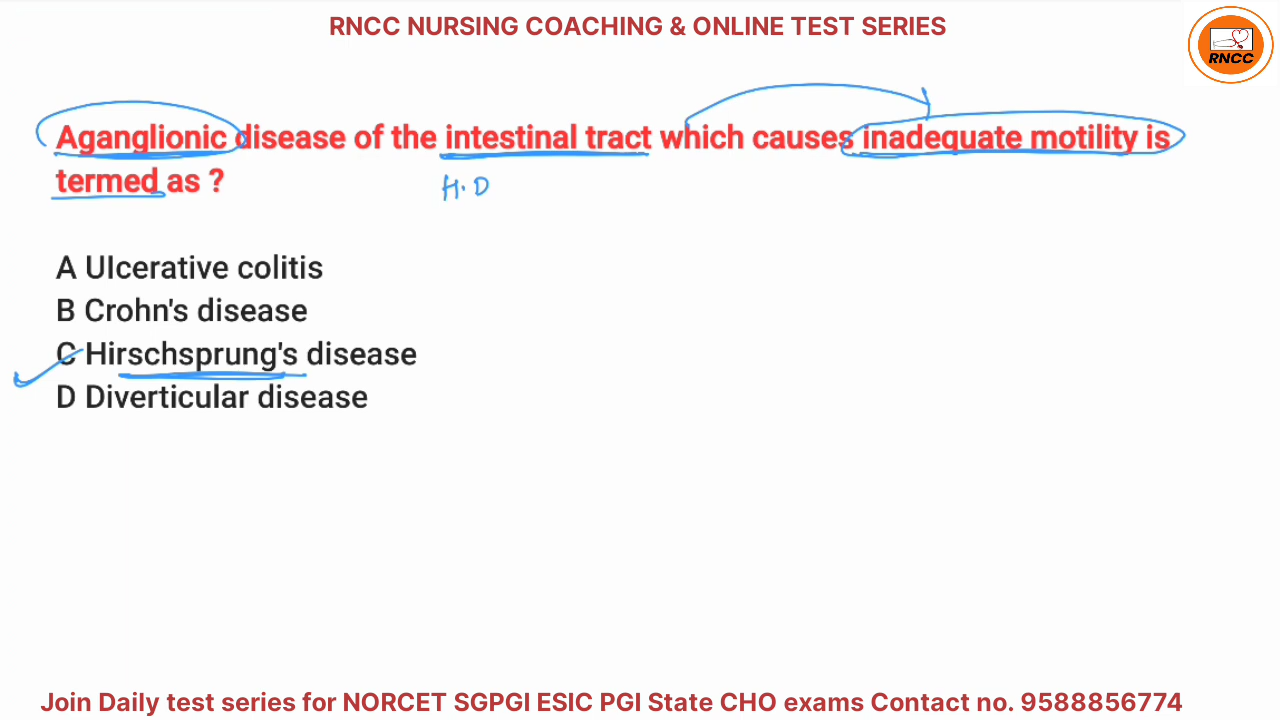 RNCC NURSING COACHING & ONLINE TEST SERIES
RNCC
Aganglionic disease of the intestinal tract which causes inadequate motility is
termed as ?
H.D
A Ulcerative colitis
B Crohn's disease
C Hirschsprung's disease
D Diverticular disease
Join Daily test series for NORCET SGPGI ESIC PGI State CHO exams Contact no. 9588856774